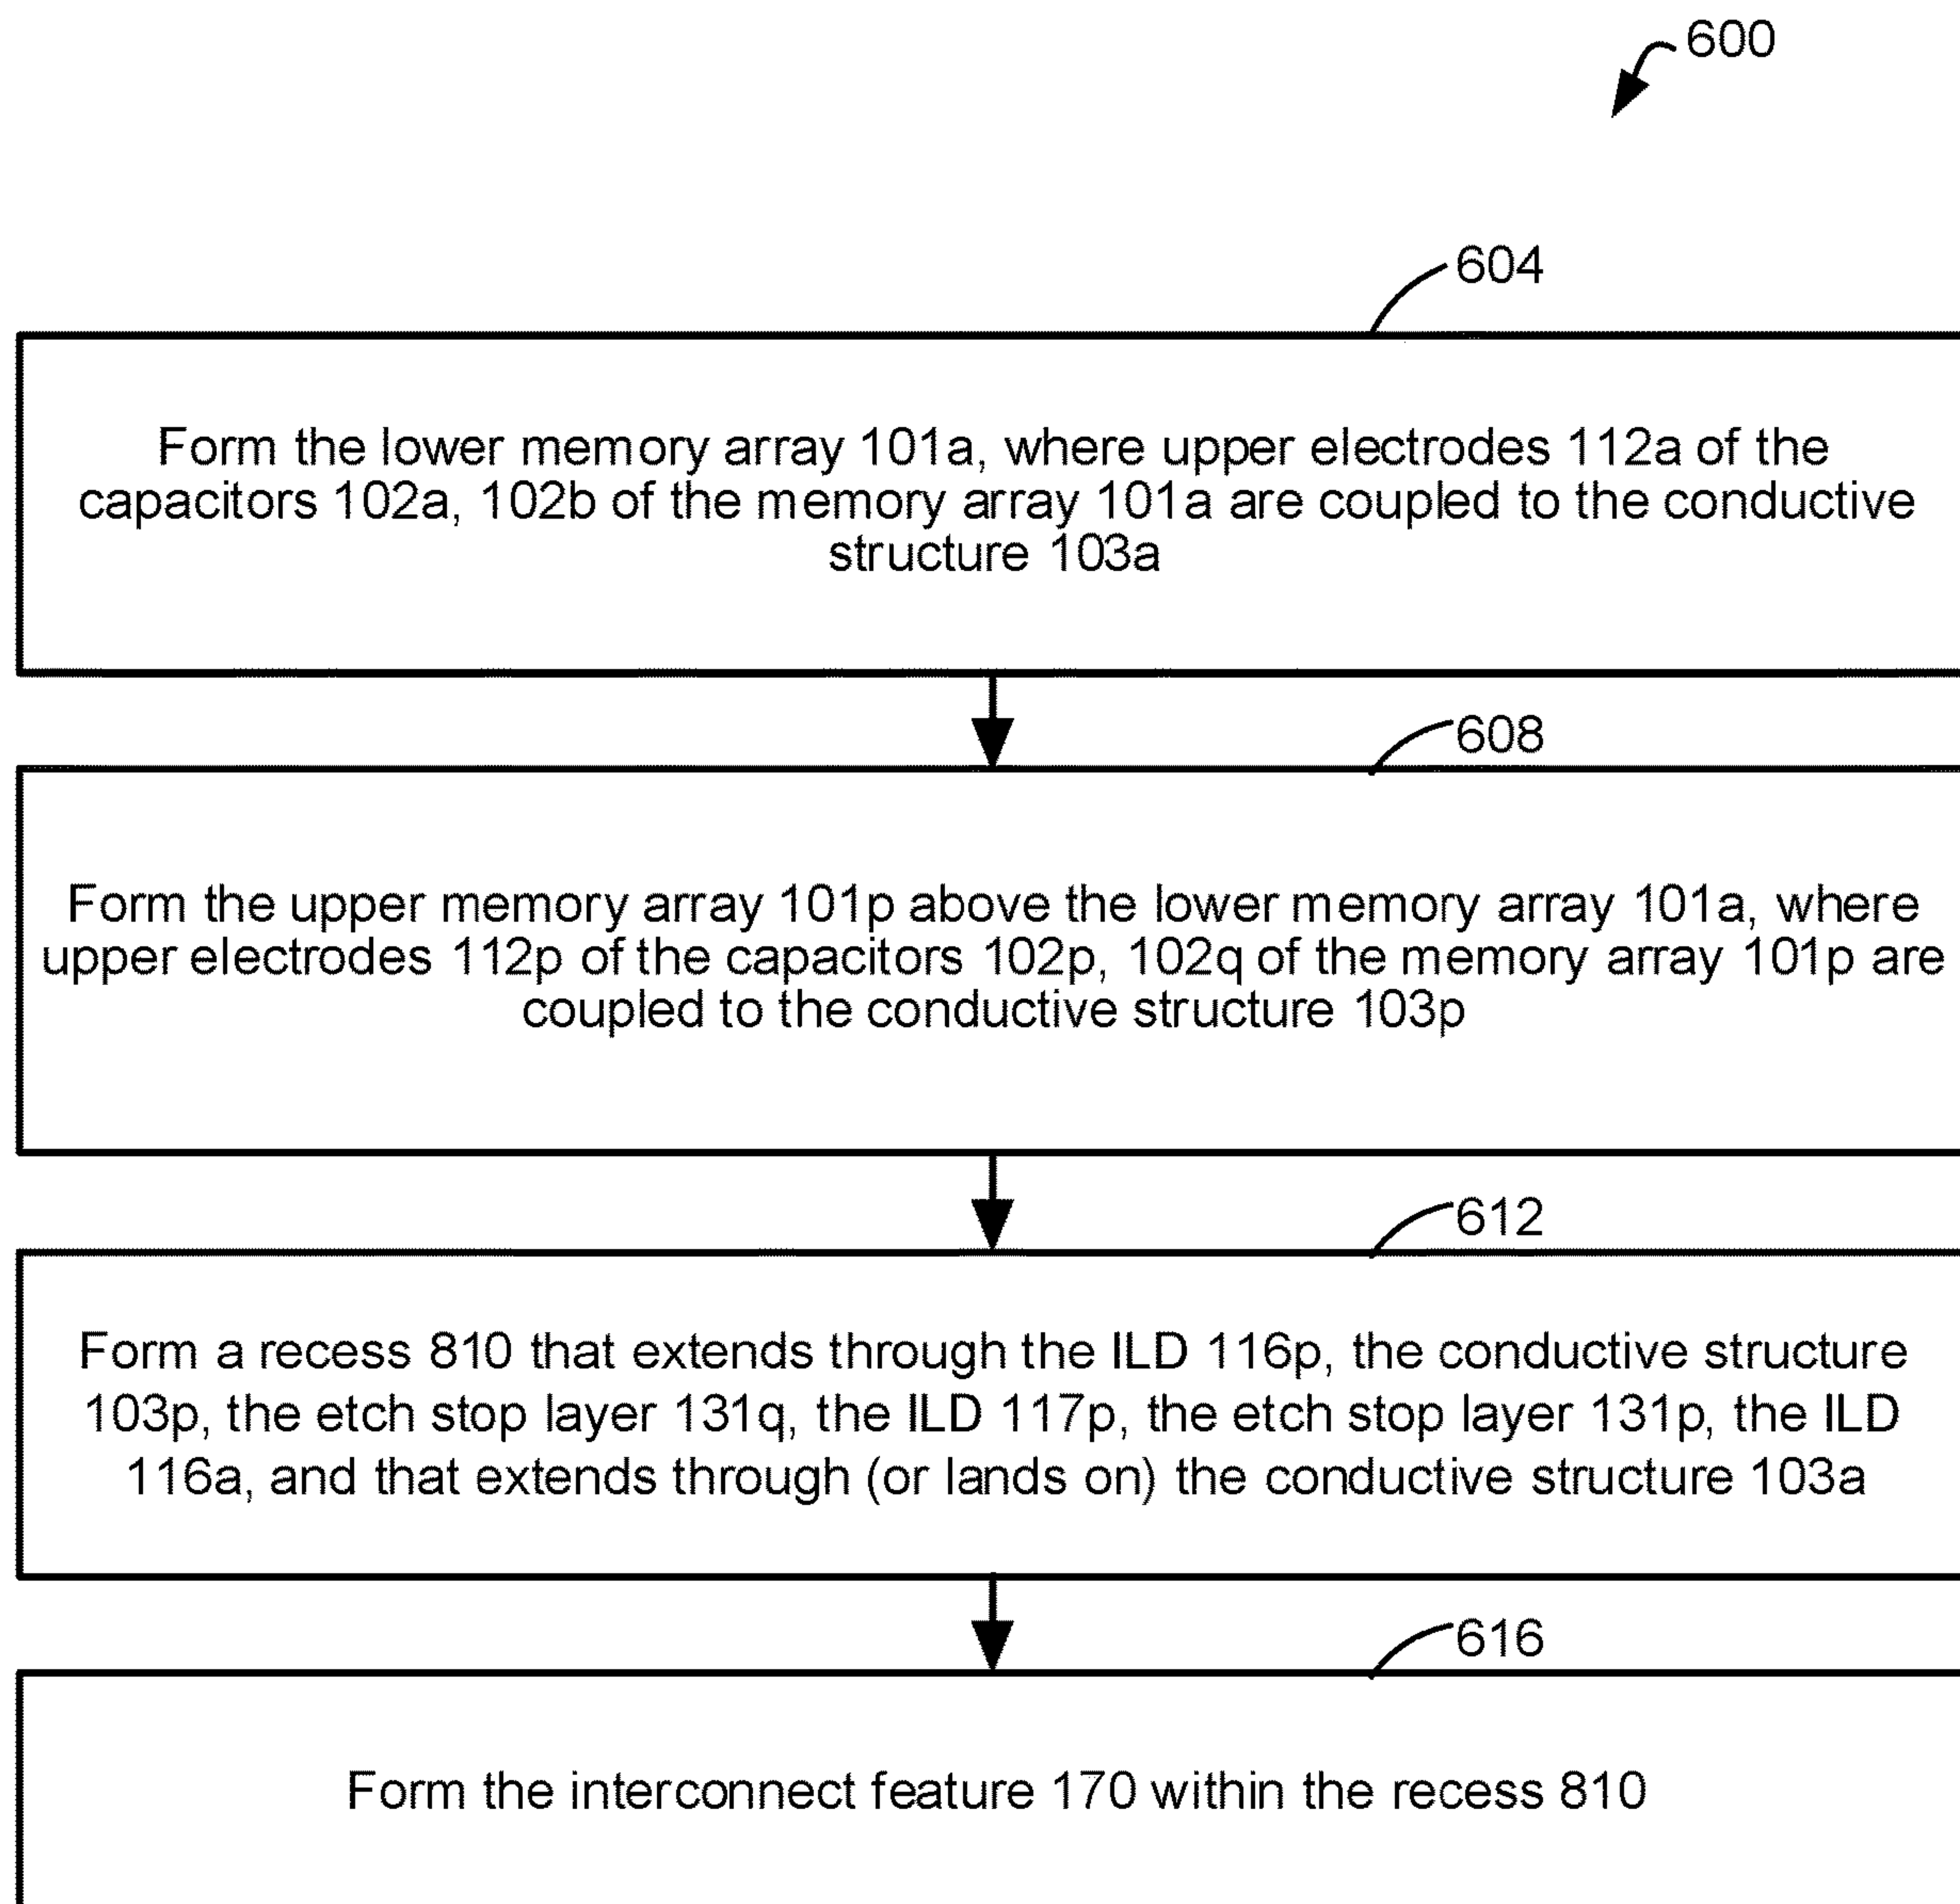 600
604
Form the lower memory array 101a, where upper electrodes 112a of the
capacitors 102a, 102b of the memory array 101a are coupled to the conductive
structure 103a
608
Form the upper memory array 101p above the lower memory array 101a, where
upper electrodes 112p of the capacitors 102p, 102q of the memory array 101p are
coupled to the conductive structure 103p
612
Form a recess 810 that extends through the ILD 116p, the conductive structure
103p, the etch stop layer 131q, the ILD 117p, the etch stop layer 131p, the ILD
116a, and that extends through (or lands on) the conductive structure 103a
616
Form the interconnect feature 170 within the recess 810